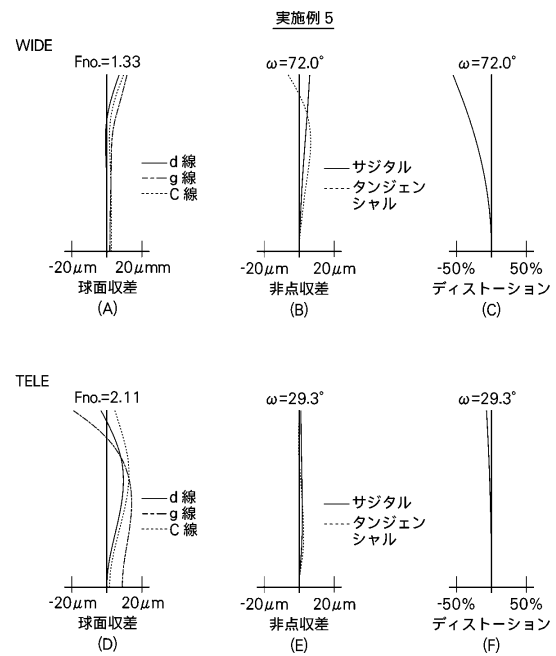 実施例 5
WIDE
Fno.=1.33
d 線
g 線
C 線
-20μm 20μmm
球面収差
(A)
ω=72.0°
サジタル
タンジェン
シャル
-20μm 20μm
非点収差
(B)
ω=72.0°
-50% 50%
ディストーション
(C)
TELE
Fno.=2.11
d 線
g 線
C 線
-20μm 20μm
球面収差
(D)
ω=29.3°
サジタル
タンジェン
シャル
-20μm 20μm
非点収差
(E)
ω=29.3°
-50% 50%
ディストーション
(F)